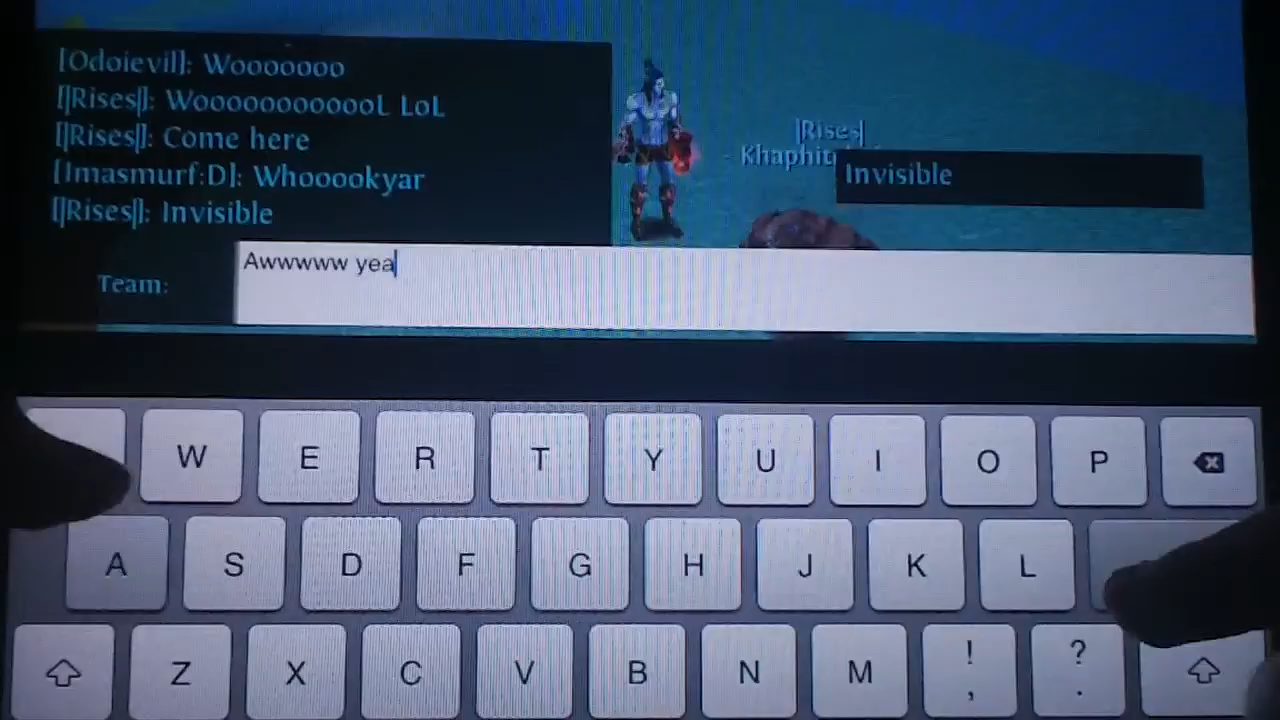 [Odoievil]: Wooooooo
[|Rises|]: WoooooooooooL LoL
[|Rises|]: Come here
[Imasmurf:D]: Whooookyar
[|Rises|]: Invisible
|Rises|
Invisible
Team:
Awwwww yea
W E R T Y U I O P
A S D F G H J K L
Z X C V B N M ! , ? .